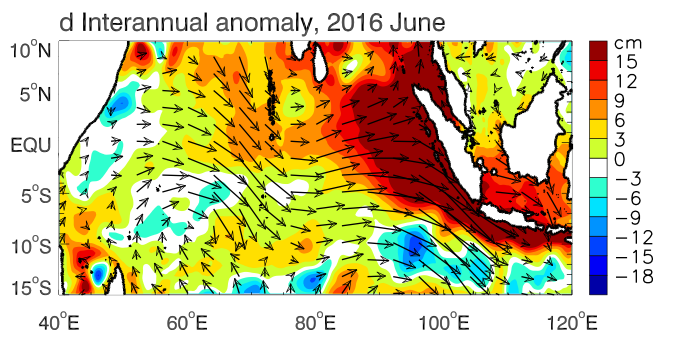 d Interannual anomaly, 2016 June
10°N
5°N
EQU
5°S
10°S
15°S
40°E 60°E 80°E 100°E 120°E
cm
15
12
9
6
3
0
−3
−6
−9
−12
−15
−18